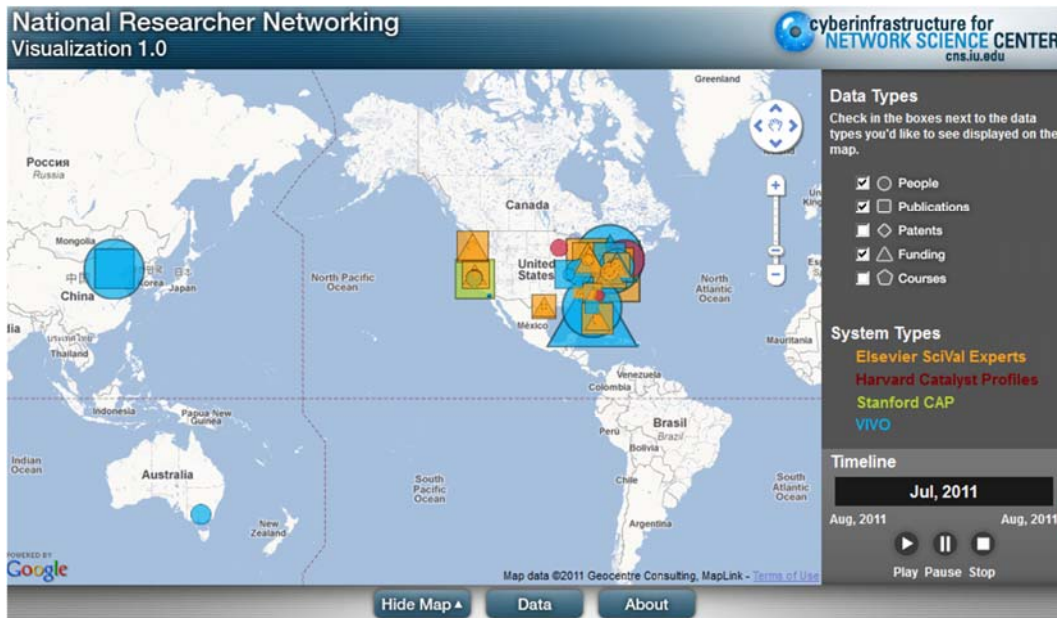 National Researcher Networking
Visualization 1.0
cyberinfrastructure for
NETWORK SCIENCE CENTER
cns.iu.edu
Greenland
Россия
Russia
Canada
Mongolia
中国
China
Korea
日本
Japan
North Pacific
Ocean
United
States
North
Atlantic
Ocean
México
Thailand
Mauritania
Venezuela
Colombia
Indonesia
Papua New
Guinea
Brasil
Brazil
Perú
Bolivia
Indian
Ocean
Australia
South
Pacific
Ocean
Chile
South
Atlantic
Ocean
New
Zealand
Argentina
POWERED BY
Google
Map data ©2011 Geocentre Consulting, MapLink - Terms of Use
Data Types
Check in the boxes next to the data
types you'd like to see displayed on the
map.
People
Publications
Patents
Funding
Courses
System Types
Elsevier SciVal Experts
Harvard Catalyst Profiles
Stanford CAP
VIVO
Timeline
Jul, 2011
Aug, 2011 Aug, 2011
Play Pause Stop
Hide Map▲ Data About